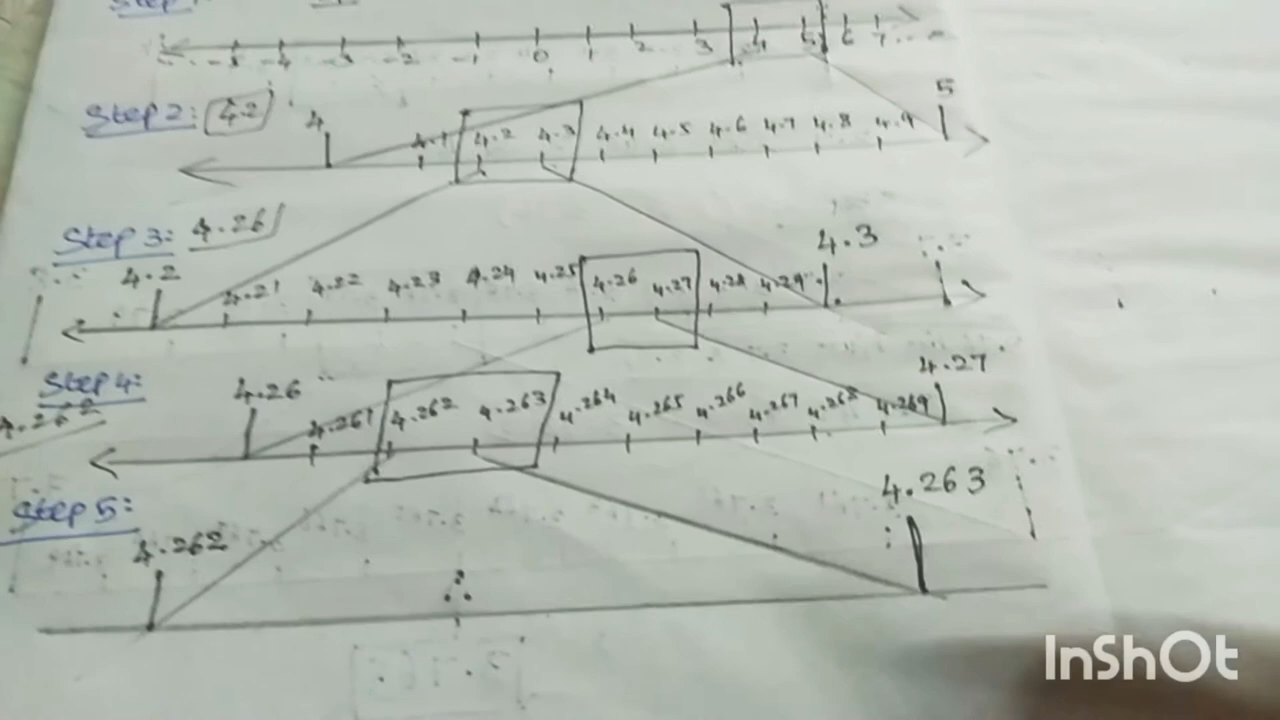 Step 1
-5 -4 -3 -2 -1 0 1 2 3 4 5 6 7
Step 2: 4.2
4 4.1 4.2 4.3 4.4 4.5 4.6 4.7 4.8 4.9 5
Step 3: 4.26
4.2 4.21 4.22 4.23 4.24 4.25 4.26 4.27 4.28 4.29 4.3
Step 4:
4.262
4.26 4.261 4.262 4.263 4.264 4.265 4.266 4.267 4.268 4.269 4.27
Step 5:
4.262 4.263
InShOt